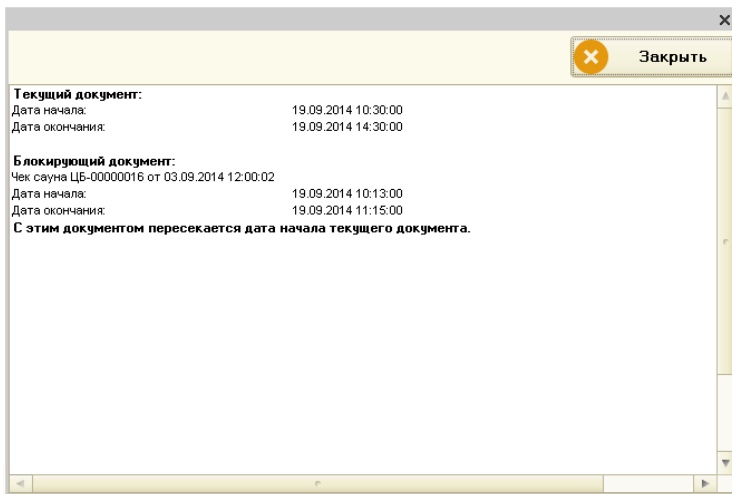 Закрыть
Текущий документ:
Дата начала: 19.09.2014 10:30:00
Дата окончания: 19.09.2014 14:30:00
Блокирующий документ:
Чек сауна ЦБ-00000016 от 03.09.2014 12:00:02
Дата начала: 19.09.2014 10:13:00
Дата окончания: 19.09.2014 11:15:00
С этим документом пересекается дата начала текущего документа.